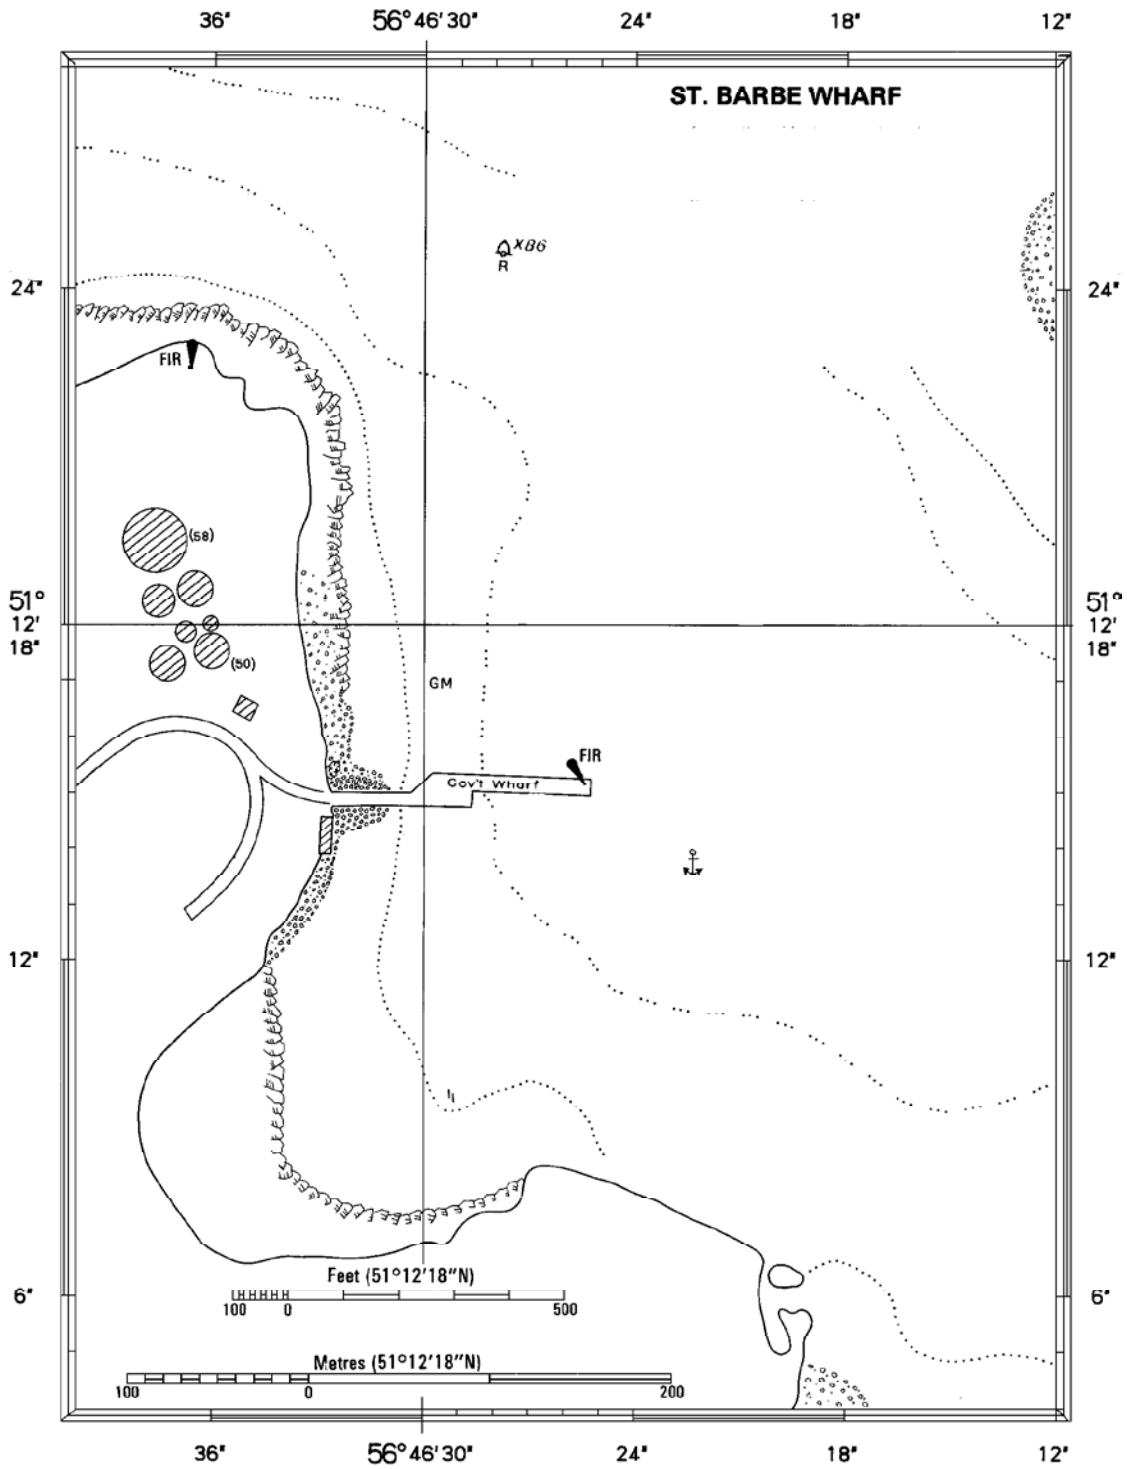 36" 56° 46' 30" 24" 18" 12"
ST. BARBE WHARF
XB6
R
24" 24"
FIR
(58)
51° 51°
12' 12'
18" 18"
(50)
GM
FIR
Gov't Wharf
12" 12"
Feet (51°12'18"N)
6" 6"
100 0 500
Metres (51°12'18"N)
100 0 200
36" 56° 46' 30" 24" 18" 12"